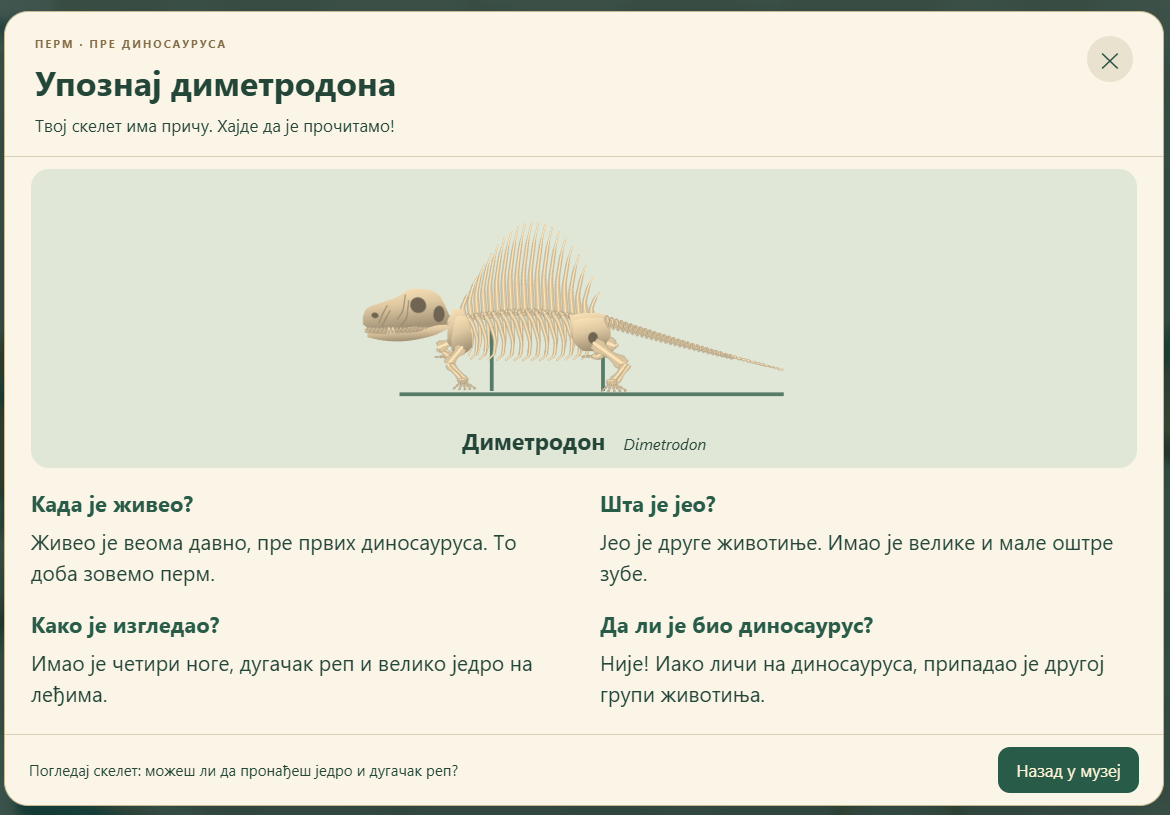 ПЕРМ · ПРЕ ДИНОСАУРУСА
Упознај диметродона
Твој скелет има причу. Хајде да је прочитамо!
Диметродон Dimetrodon
Када је живео?
Живео је веома давно, пре првих диносауруса. То
доба зовемо перм.
Шта је јео?
Јео је друге животиње. Имао је велике и мале оштре
зубе.
Како је изгледао?
Имао је четири ноге, дугачак реп и велико једро на
леђима.
Да ли је био диносаурус?
Није! Иако личи на диносауруса, припадао је другој
групи животиња.
Погледај скелет: можеш ли да пронађеш једро и дугачак реп?
Назад у музеј